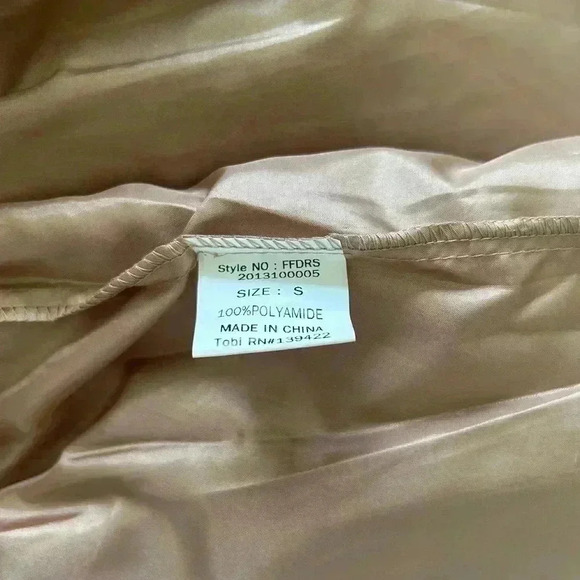 Style NO : FFDRS
2013100005
SIZE : S
100%POLYAMIDE
MADE IN CHINA
Tobi RN#139422